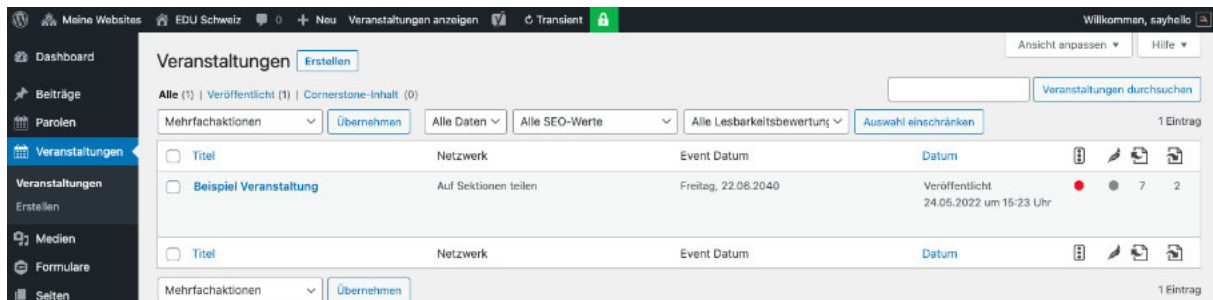 Meine Websites EDU Schweiz 0 + Neu Veranstaltungen anzeigen Transient Willkommen, sayhello
Dashboard
Beiträge
Parolen
Veranstaltungen
Veranstaltungen
Erstellen
Medien
Formulare
Seiten
Ansicht anpassen Hilfe
Veranstaltungen Erstellen
Alle (1) | Veröffentlicht (1) | Cornerstone-Inhalt (0)
Veranstaltungen durchsuchen
Mehrfachaktionen Übernehmen Alle Daten Alle SEO-Werte Alle Lesbarkeitsbewertung Auswahl einschränken 1 Eintrag
Titel Netzwerk Event Datum Datum
Beispiel Veranstaltung Auf Sektionen teilen Freitag, 22.06.2040 Veröffentlicht 7 2
24.05.2022 um 15:23 Uhr
Titel Netzwerk Event Datum Datum
Mehrfachaktionen Übernehmen 1 Eintrag